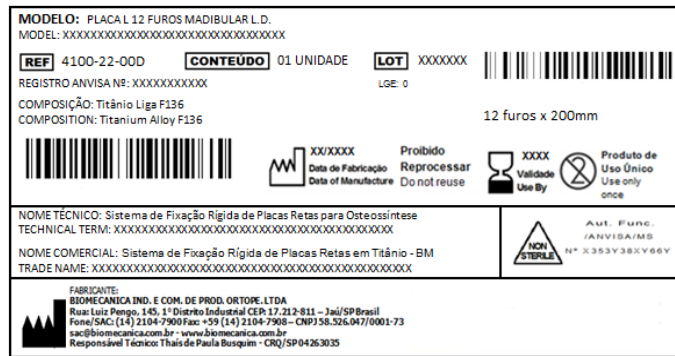 MODELO: PLACA L 12 FUROS MADIBULAR L.D.
MODEL: XXXXXXXXXXXXXXXXXXXXXXXXXXXXXXXXXX
REF 4100-22-00D CONTEÚDO 01 UNIDADE LOT XXXXXXX
REGISTRO ANVISA Nº: XXXXXXXXXXX LGE: 0
COMPOSIÇÃO: Titânio Liga F136
COMPOSITION: Titanium Alloy F136
12 furos x 200mm
XX/XXXX
Data de Fabricação
Data of Manufacture
Proibido
Reprocessar
Do not reuse
XXXX
Validade
Use By
2
Produto de
Uso Único
Use only
once
NOME TÉCNICO: Sistema de Fixação Rígida de Placas Retas para Osteossíntese
TECHNICAL TERM: XXXXXXXXXXXXXXXXXXXXXXXXXXXXXXXXXXXXXXXXXX
NOME COMERCIAL: Sistema de Fixação Rígida de Placas Retas em Titânio - BM
TRADE NAME: XXXXXXXXXXXXXXXXXXXXXXXXXXXXXXXXXXXXXXXXXXXXXXXXX
NON
STERILE
Aut. Func.
/ANVISA/MS
N° X353Y38XY66Y
FABRICANTE:
BIOMECANICA IND. E COM. DE PROD. ORTOPE. LTDA
Rua: Luiz Pengo, 145, 1° Distrito Industrial CEP: 17.212-811 – Jaú/SP Brasil
Fone/SAC: (14) 2104-7900 Fax: +59 (14) 2104-7908 – CNPJ 58.526.047/0001-73
sac@biomecanica.com.br - www.biomecanica.com.br
Responsável Técnico: Thaís de Paula Busquim - CRQ/SP 04263035